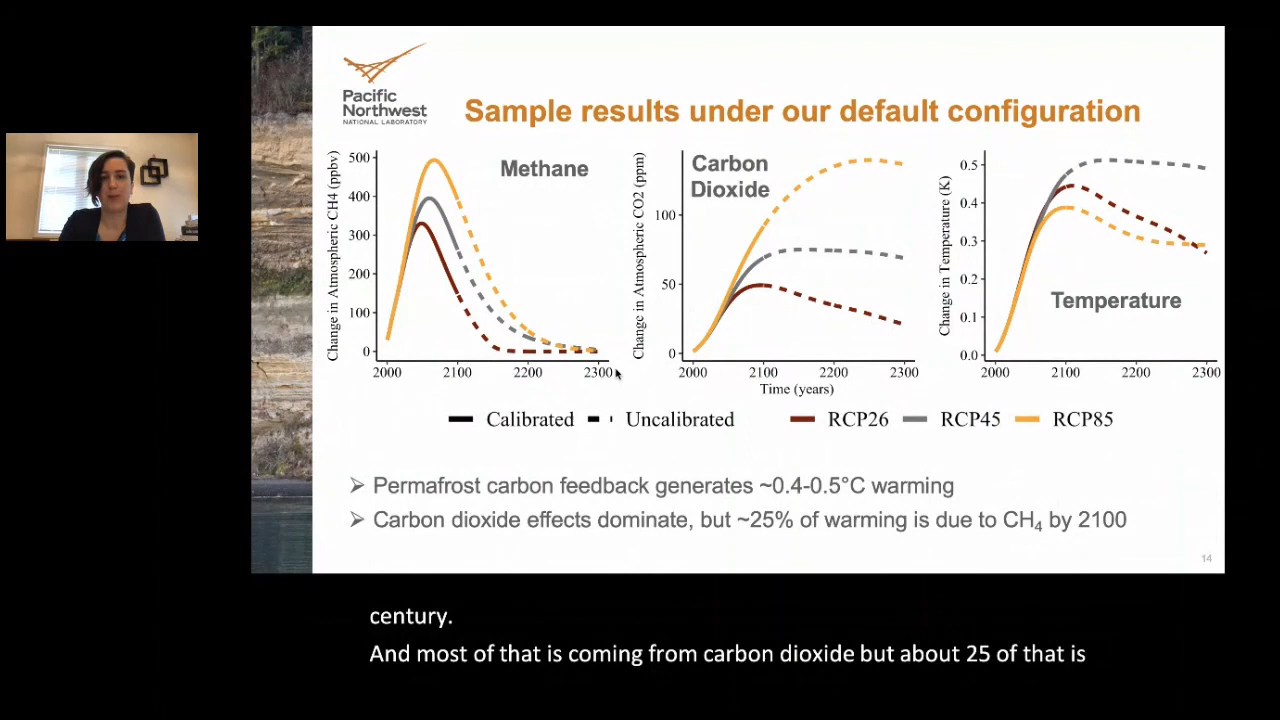 Pacific
Northwest
NATIONAL LABORATORY
Sample results under our default configuration
Change in Atmospheric CH4 (ppbv)
500
400
300
200
100
0
Methane
2000 2100 2200 2300
Change in Atmospheric CO2 (ppm)
100
50
0
Carbon
Dioxide
2000 2100 2200 2300
Time (years)
Change in Temperature (K)
0.5
0.4
0.3
0.2
0.1
0.0
Temperature
2000 2100 2200 2300
Calibrated Uncalibrated RCP26 RCP45 RCP85
➢ Permafrost carbon feedback generates ~0.4-0.5°C warming
➢ Carbon dioxide effects dominate, but ~25% of warming is due to CH₄ by 2100
14
century.
And most of that is coming from carbon dioxide but about 25 of that is